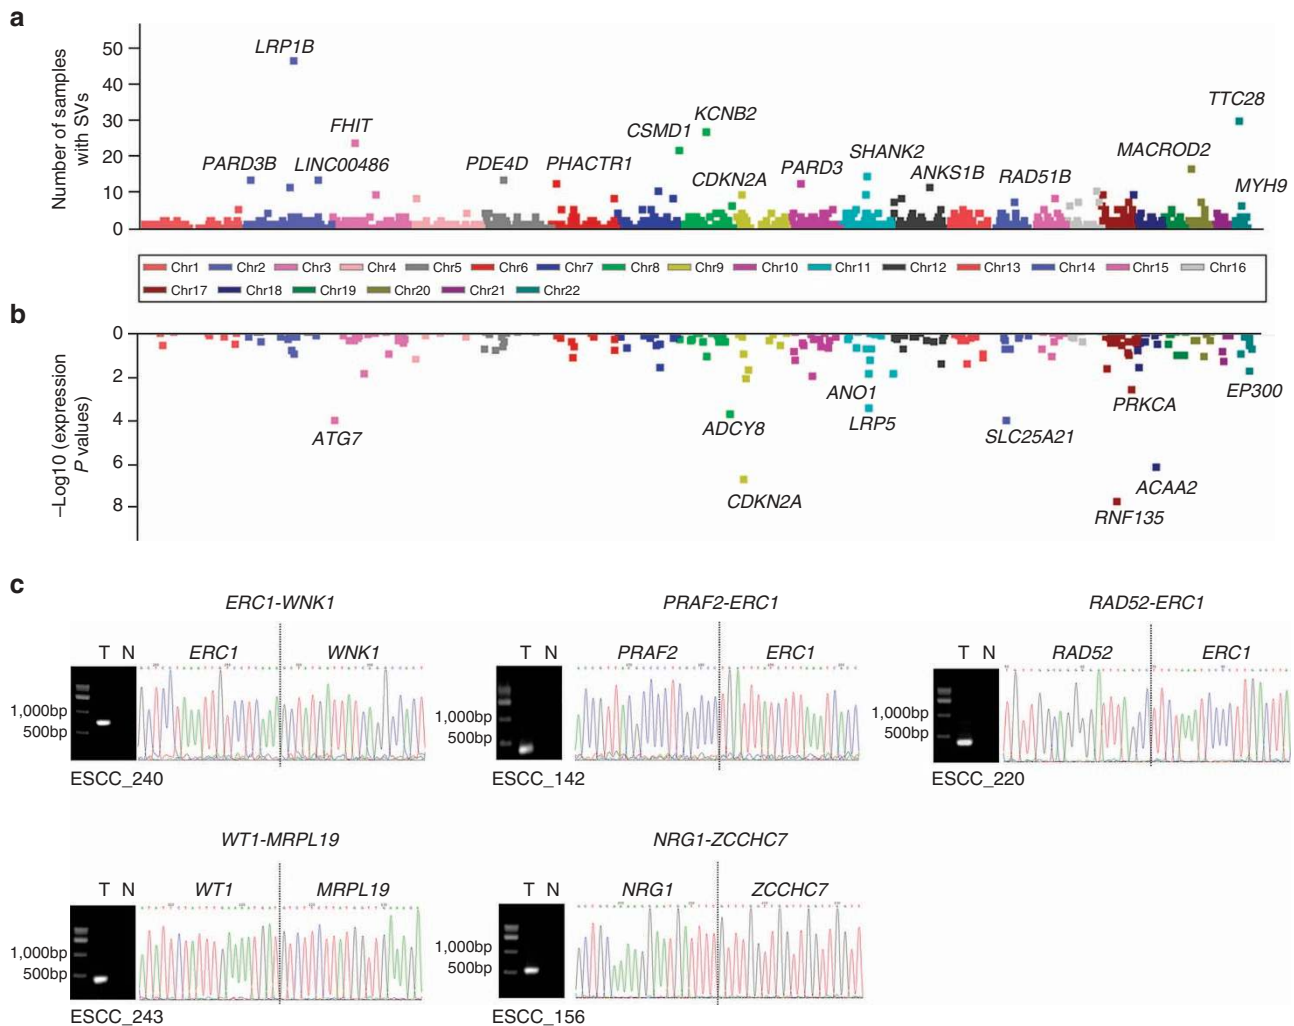 a
Number of samples
with SVs
50
40
30
20
10
0
LRP1B
FHIT
PARD3B
LINC00486
PDE4D
PHACTR1
CSMD1
KCNB2
CDKN2A
PARD3
SHANK2
ANKS1B
RAD51B
MACROD2
TTC28
MYH9
Chr1 Chr2 Chr3 Chr4 Chr5 Chr6 Chr7 Chr8 Chr9 Chr10 Chr11 Chr12 Chr13 Chr14 Chr15 Chr16
Chr17 Chr18 Chr19 Chr20 Chr21 Chr22
b
–Log10 (expression
P values)
0
2
4
6
8
ATG7
ADCY8
CDKN2A
ANO1
LRP5
SLC25A21
PRKCA
EP300
ACAA2
RNF135
c
ERC1-WNK1
T N
ERC1 WNK1
1,000bp
500bp
ESCC_240
PRAF2-ERC1
T N
PRAF2 ERC1
1,000bp
500bp
ESCC_142
RAD52-ERC1
T N
RAD52 ERC1
1,000bp
500bp
ESCC_220
WT1-MRPL19
T N
WT1 MRPL19
1,000bp
500bp
ESCC_243
NRG1-ZCCHC7
T N
NRG1 ZCCHC7
1,000bp
500bp
ESCC_156